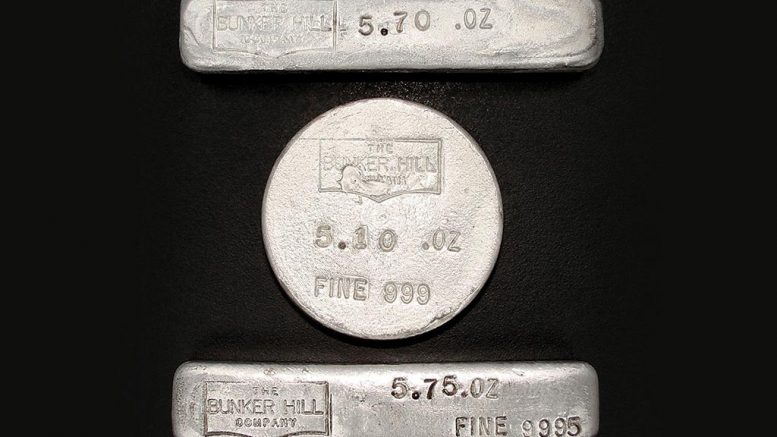 THE
BUNKER HILL
COMPANY
5.70 .OZ
THE
BUNKER HILL
5.10 .OZ
FINE 999
THE
BUNKER HILL
COMPANY
5.75.OZ
FINE 9995